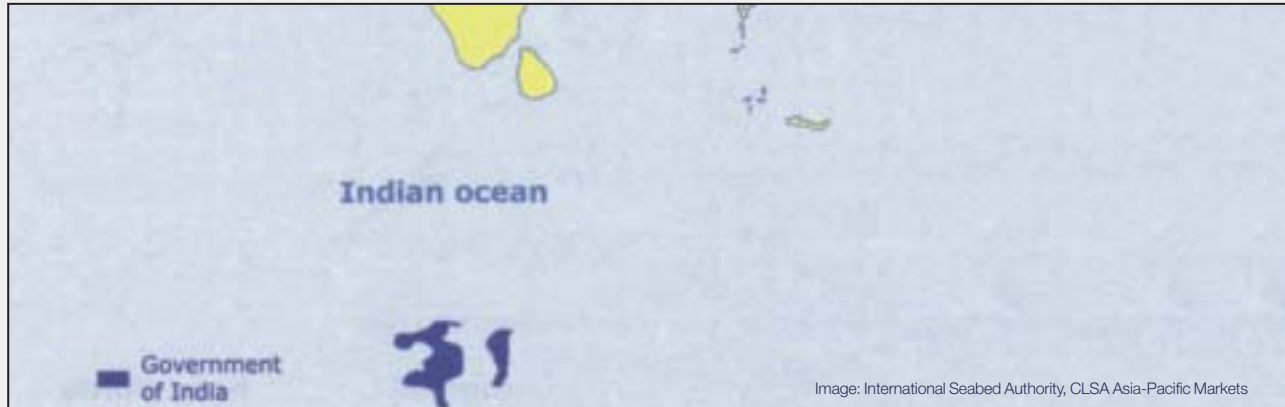 Indian ocean
Government
of India
Image: International Seabed Authority, CLSA Asia-Pacific Markets